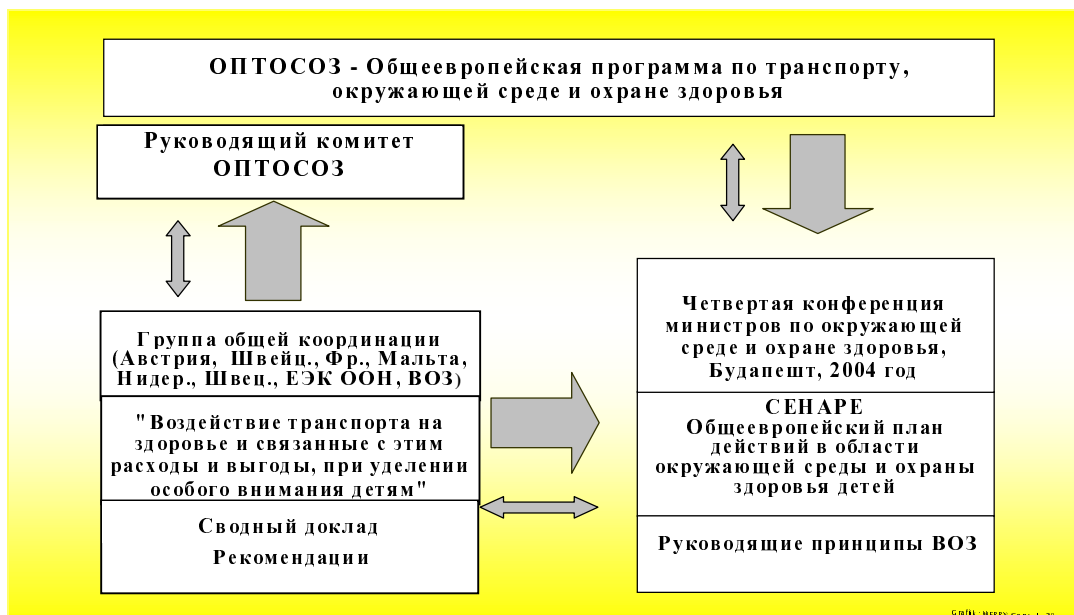 ОПТОСОЗ - Общеевропейская программа по транспорту,
окружающей среде и охране здоровья
Руководящий комитет
ОПТОСОЗ
Группа общей координации
(Австрия, Швейц., Фр., Мальта,
Нидер., Швец., ЕЭК ООН, ВОЗ)
"Воздействие транспорта на
здоровье и связанные с этим
расходы и выгоды, при уделении
особого внимания детям"
Сводный доклад
Рекомендации
Четвертая конференция
министров по окружающей
среде и охране здоровья,
Будапешт, 2004 год
СЕНАРЕ
Общеевропейский план
действий в области
окружающей среды и охраны
здоровья детей
Руководящие принципы ВОЗ